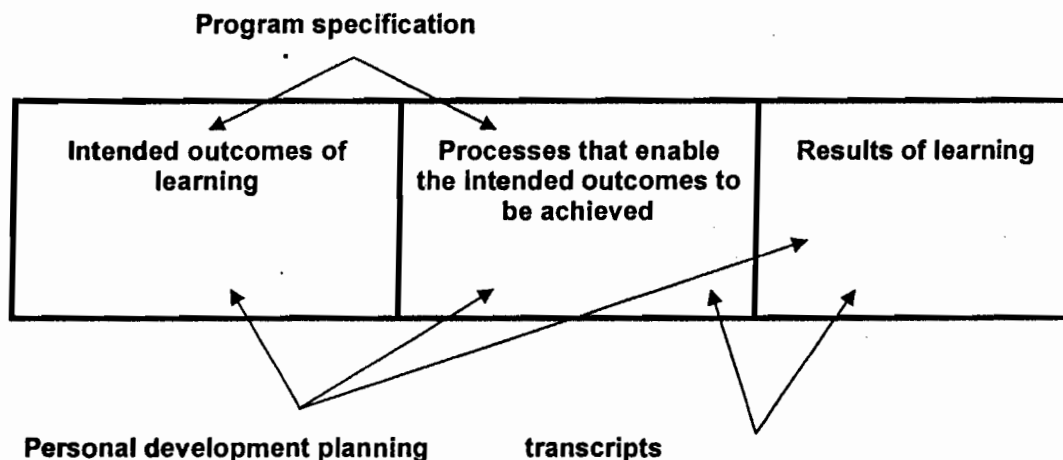 Program specification
Intended outcomes of
learning
Processes that enable
the intended outcomes to
be achieved
Results of learning
Personal development planning
transcripts